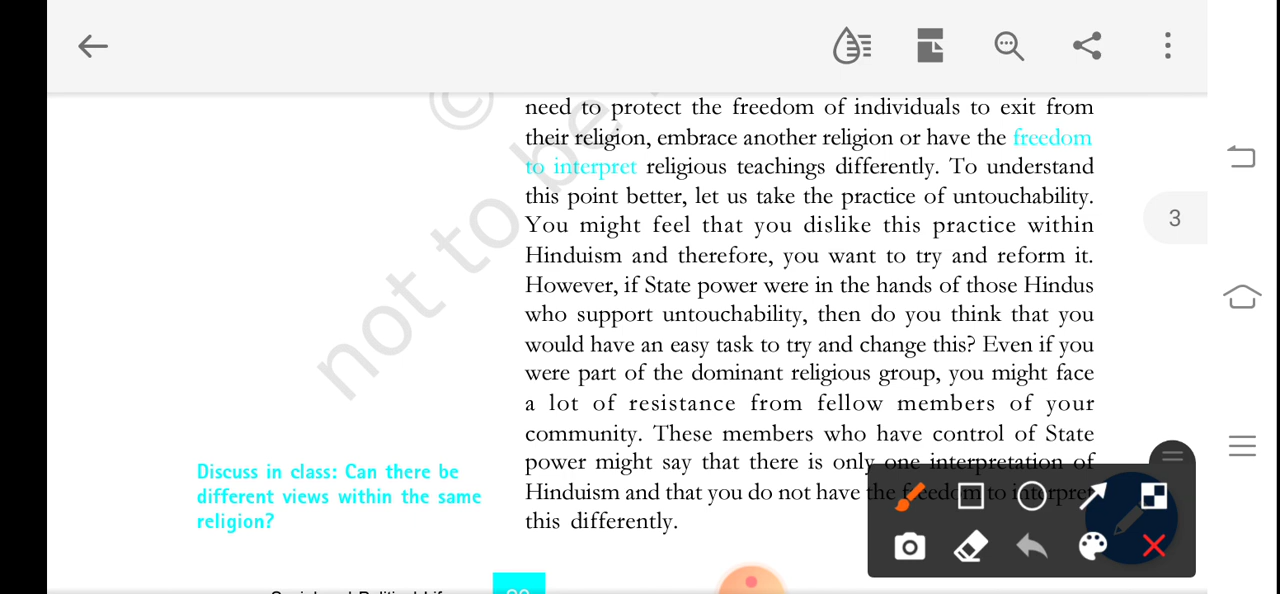 need to protect the freedom of individuals to exit from
their religion, embrace another religion or have the freedom
to interpret religious teachings differently. To understand
this point better, let us take the practice of untouchability.
You might feel that you dislike this practice within
Hinduism and therefore, you want to try and reform it.
However, if State power were in the hands of those Hindus
who support untouchability, then do you think that you
would have an easy task to try and change this? Even if you
were part of the dominant religious group, you might face
a lot of resistance from fellow members of your
community. These members who have control of State
power might say that there is only one interpretation of
Hinduism and that you do not have the freedom to interpret
this differently.
Discuss in class: Can there be
different views within the same
religion?
3
© not to be